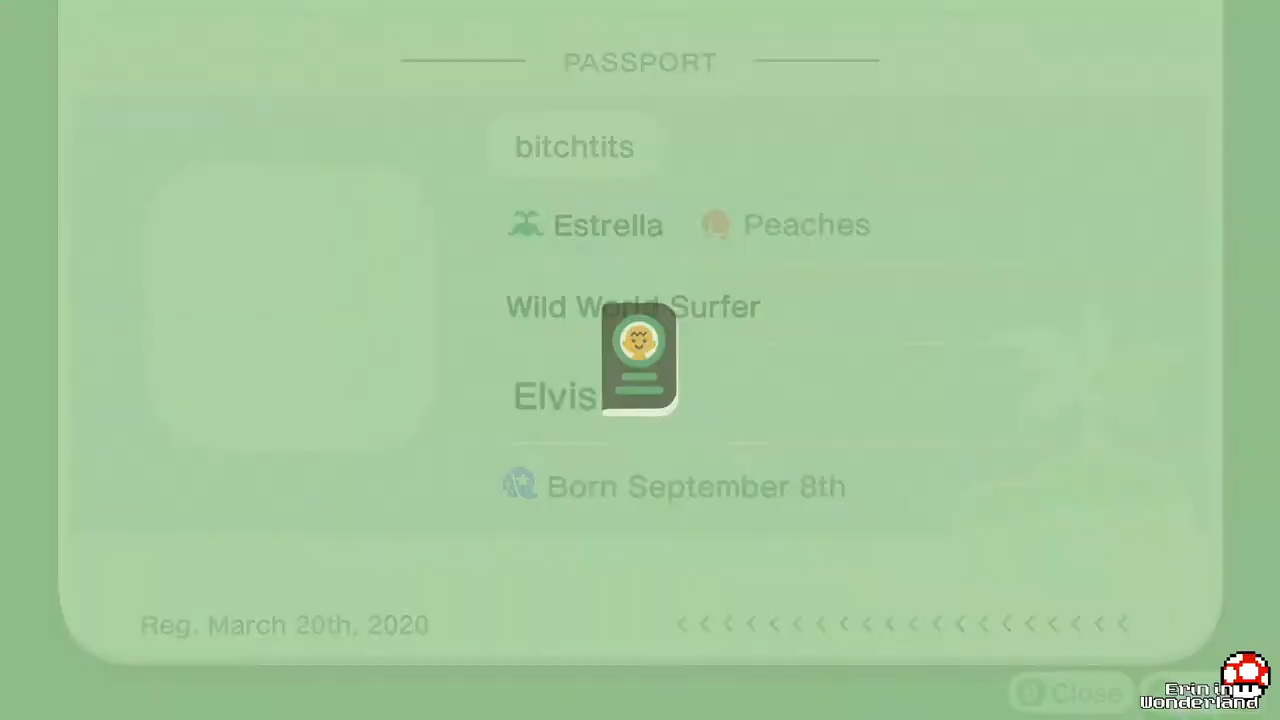 PASSPORT
bitchtits
Estrella Peaches
Wild World Surfer
Elvis
Born September 8th
Reg. March 20th, 2020 < < < < < < < < < < < < < < < < < < < <
Close
Erin in
Wonderland